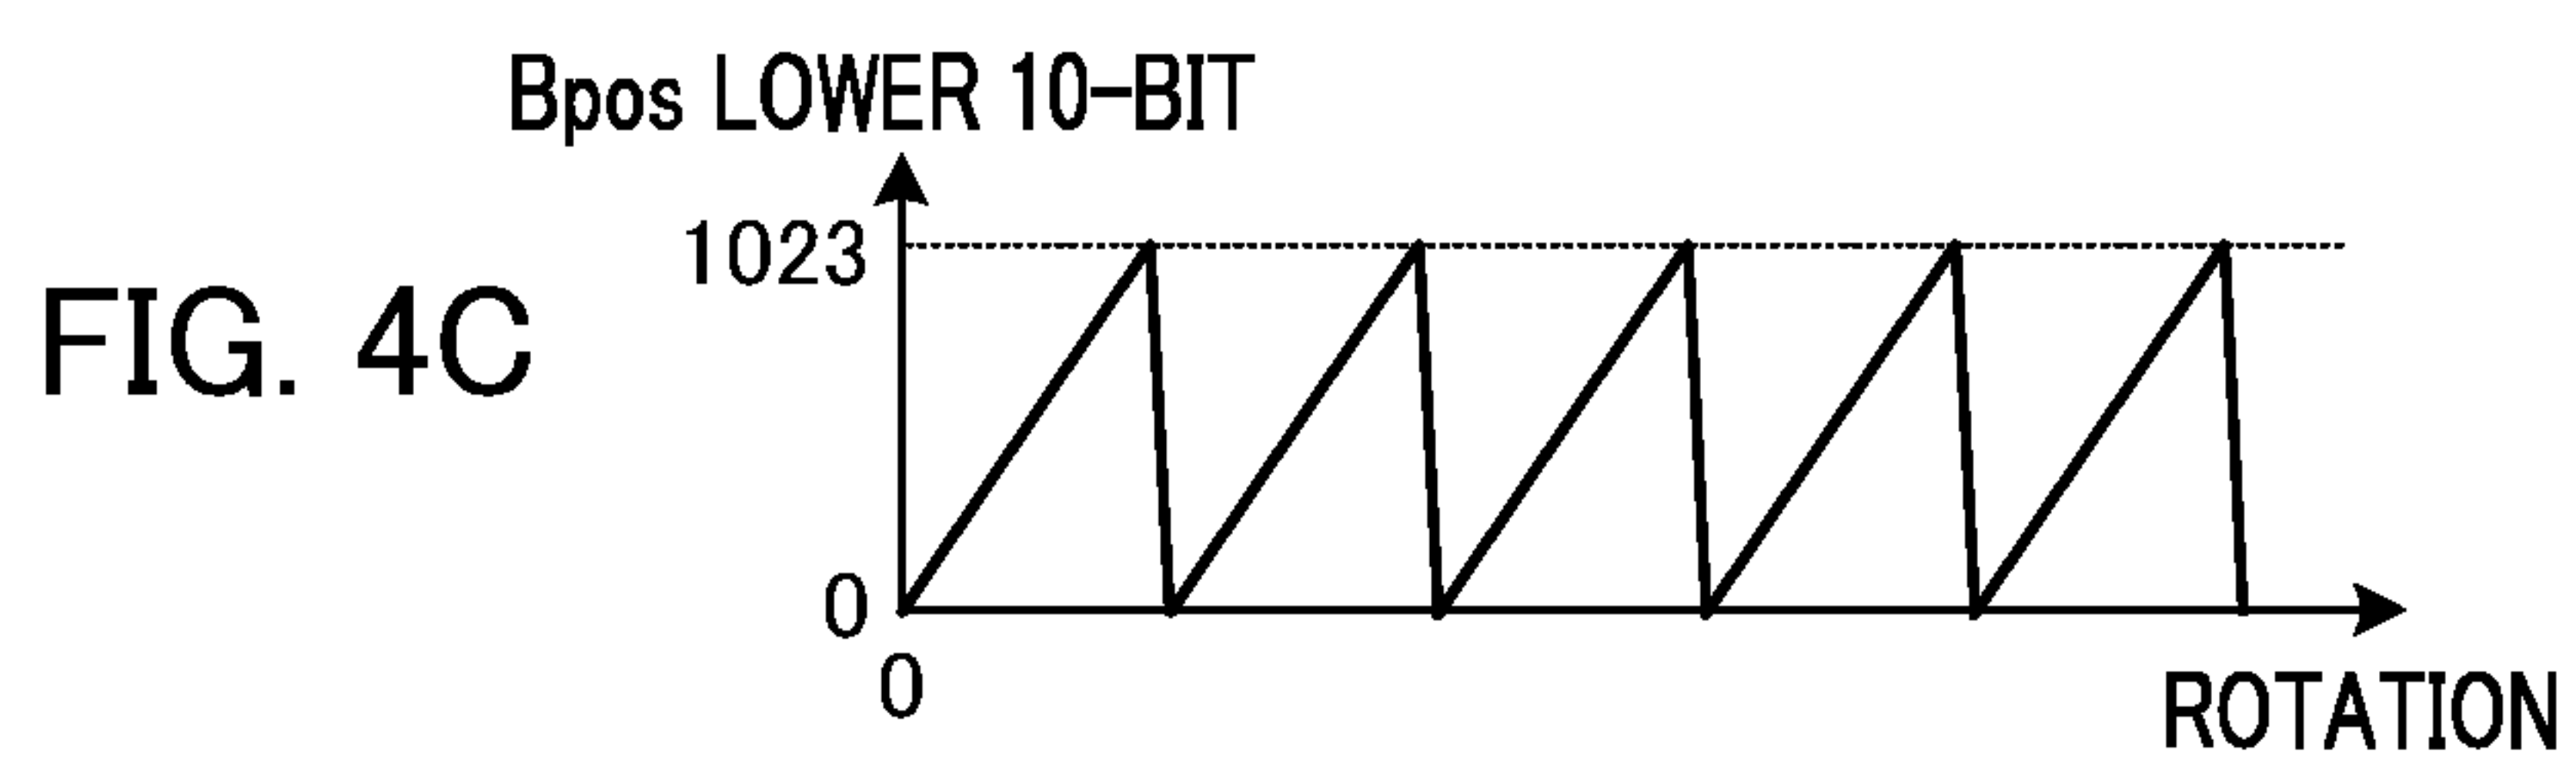 Bpos LOWER 10-BIT
1023
FIG. 4C
0
0
ROTATION